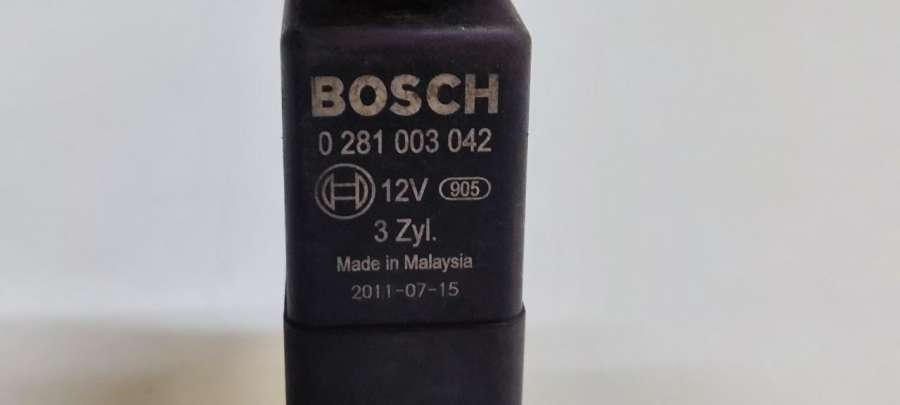 BOSCH
0 281 003 042
12V 905
3 Zyl.
Made in Malaysia
2011-07-15